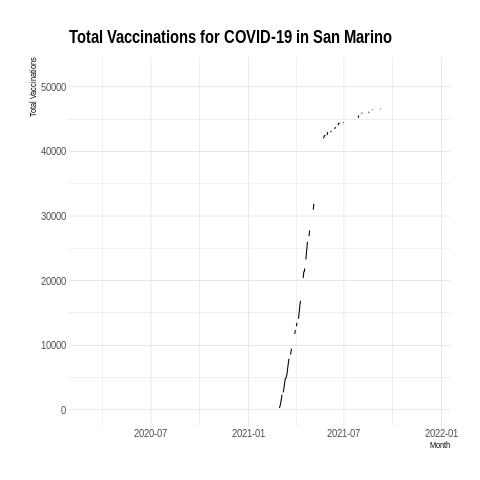 Total Vaccinations for COVID-19 in San Marino
Total Vaccinations
50000
40000
30000
20000
10000
0
2020-07 2021-01 2021-07 2022-01
Month